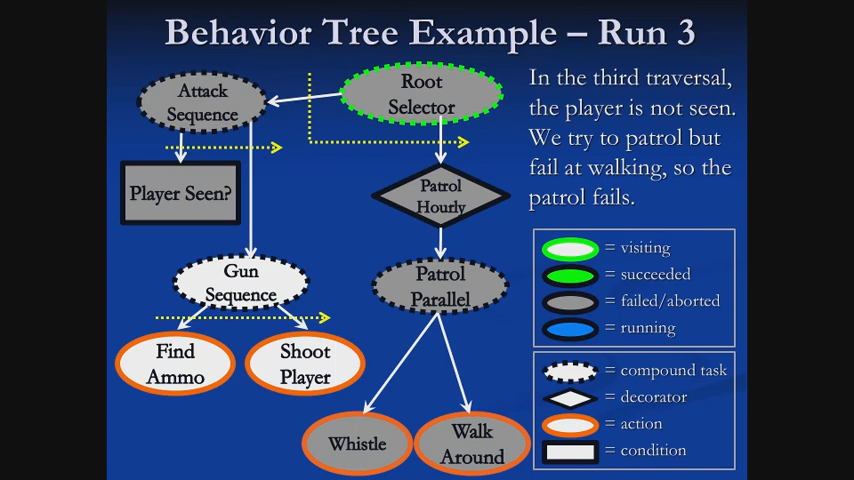 Behavior Tree Example – Run 3
Attack
Sequence
Root
Selector
In the third traversal,
the player is not seen.
We try to patrol but
fail at walking, so the
patrol fails.
Player Seen?
Patrol
Hourly
Gun
Sequence
Patrol
Parallel
Find
Ammo
Shoot
Player
Whistle
Walk
Around
= visiting
= succeeded
= failed/aborted
= running
= compound task
= decorator
= action
= condition